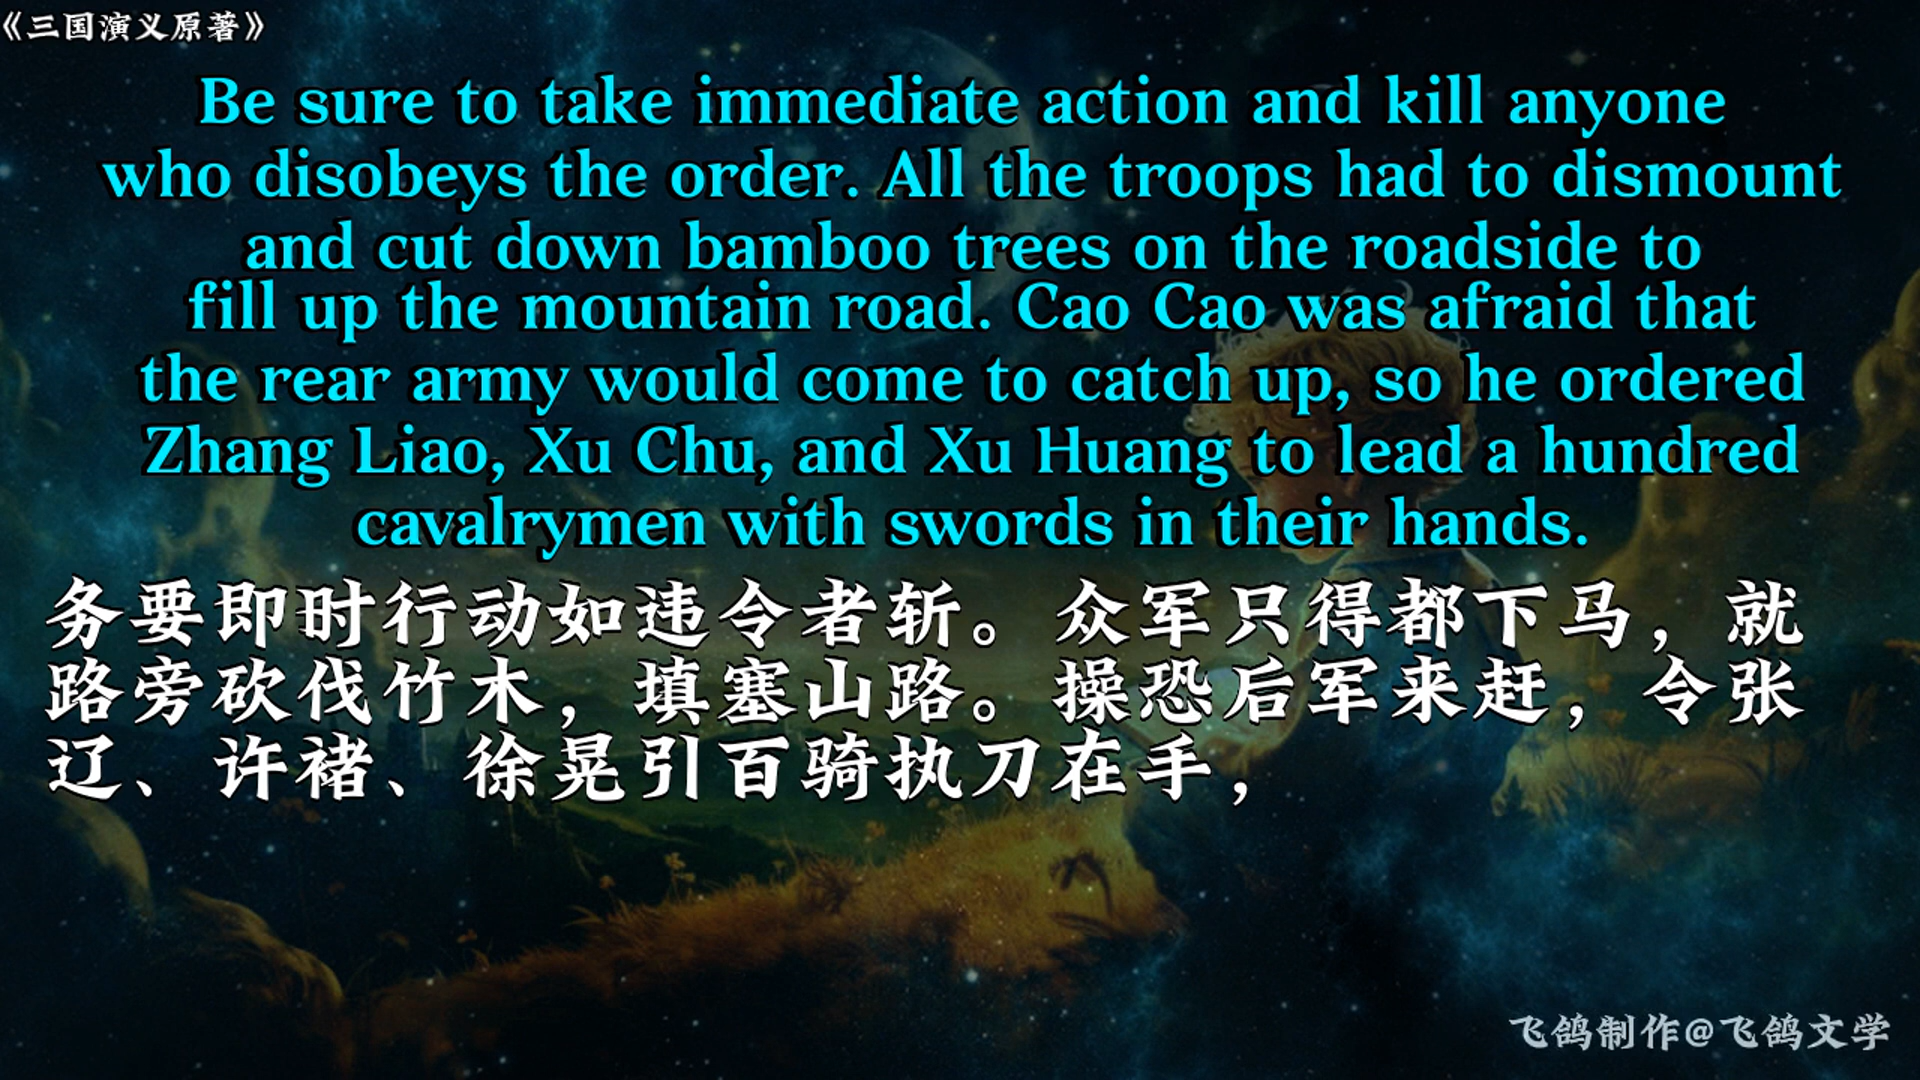 《三国演义原著》
Be sure to take immediate action and kill anyone
who disobeys the order. All the troops had to dismount
and cut down bamboo trees on the roadside to
fill up the mountain road. Cao Cao was afraid that
the rear army would come to catch up, so he ordered
Zhang Liao, Xu Chu, and Xu Huang to lead a hundred
cavalrymen with swords in their hands.
务要即时行动如违令者斩。众军只得都下马，就
路旁砍伐竹木，填塞山路。操恐后军来赶，令张
辽、许褚、徐晃引百骑执刀在手，
飞鸽制作@飞鸽文学